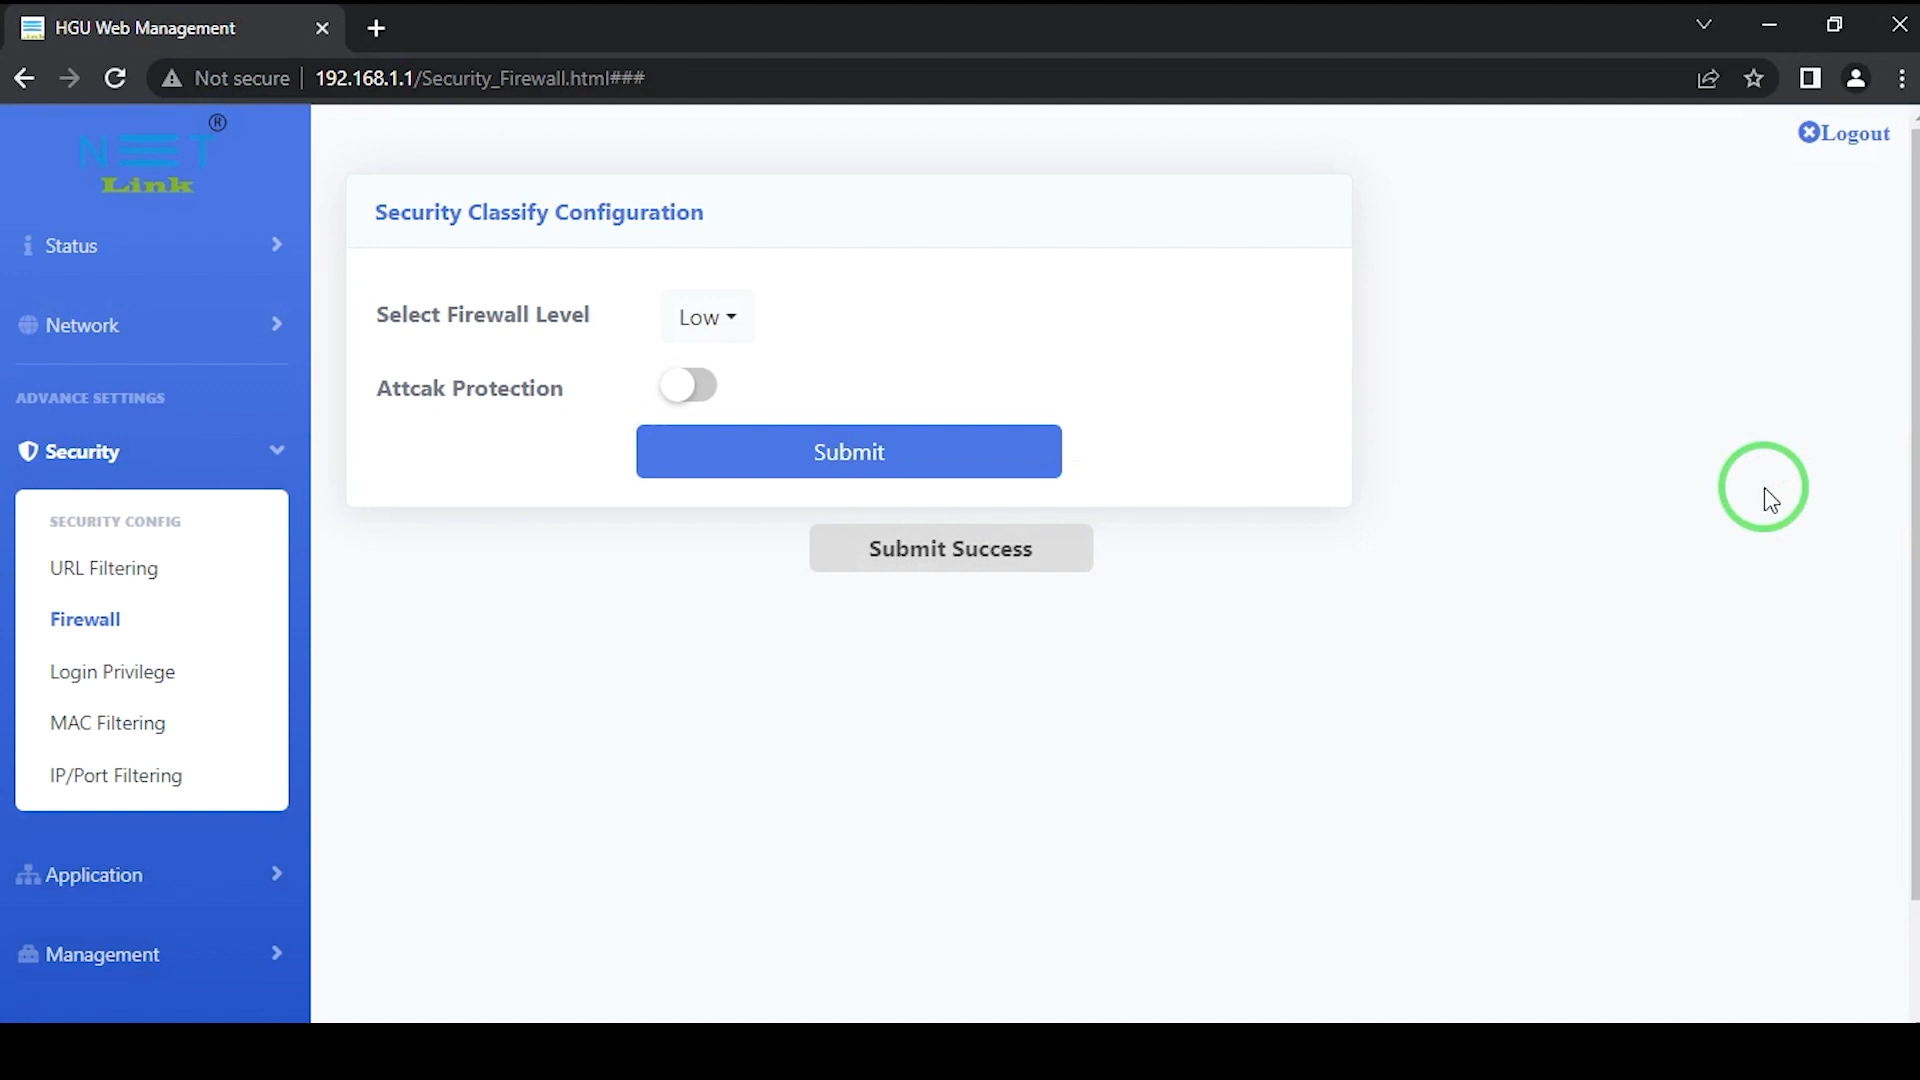 HGU Web Management
Not secure
192.168.1.1/Security_Firewall.html###
®
NET
Link
Logout
Status
Network
ADVANCE SETTINGS
Security
SECURITY CONFIG
URL Filtering
Firewall
Login Privilege
MAC Filtering
IP/Port Filtering
Application
Management
Security Classify Configuration
Select Firewall Level
Low
Attcak Protection
Submit
Submit Success